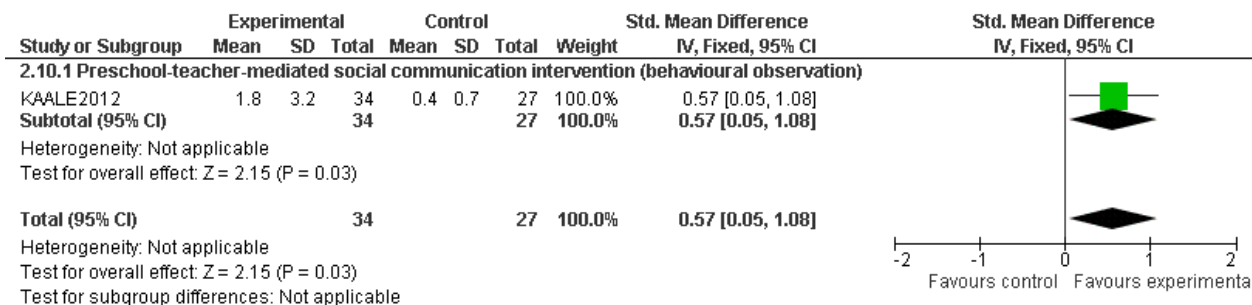 Experimental Control Std. Mean Difference Std. Mean Difference
Study or Subgroup Mean SD Total Mean SD Total Weight IV, Fixed, 95% CI IV, Fixed, 95% CI
2.10.1 Preschool-teacher-mediated social communication intervention (behavioural observation)
KAALE2012 1.8 3.2 34 0.4 0.7 27 100.0% 0.57 [0.05, 1.08]
Subtotal (95% CI) 34 27 100.0% 0.57 [0.05, 1.08]
Heterogeneity: Not applicable
Test for overall effect: Z = 2.15 (P = 0.03)
Total (95% CI) 34 27 100.0% 0.57 [0.05, 1.08]
Heterogeneity: Not applicable
Test for overall effect: Z = 2.15 (P = 0.03)
Test for subgroup differences: Not applicable
-2 -1 0 1 2
Favours control Favours experimenta